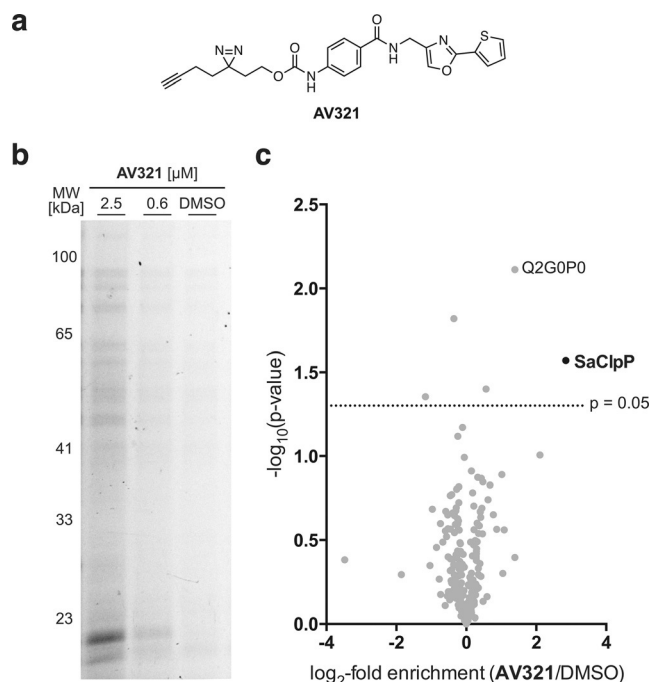 a
N
N
O
O
N
H
O
N
H
N
O
S
AV321
b
AV321 [µM]
MW
[kDa]
2.5
0.6
DMSO
100
65
41
33
23
c
2.5
2.0
1.5
1.0
0.5
0.0
-4
-2
0
2
4
-log10(p-value)
log2-fold enrichment (AV321/DMSO)
Q2G0P0
SaClpP
p = 0.05